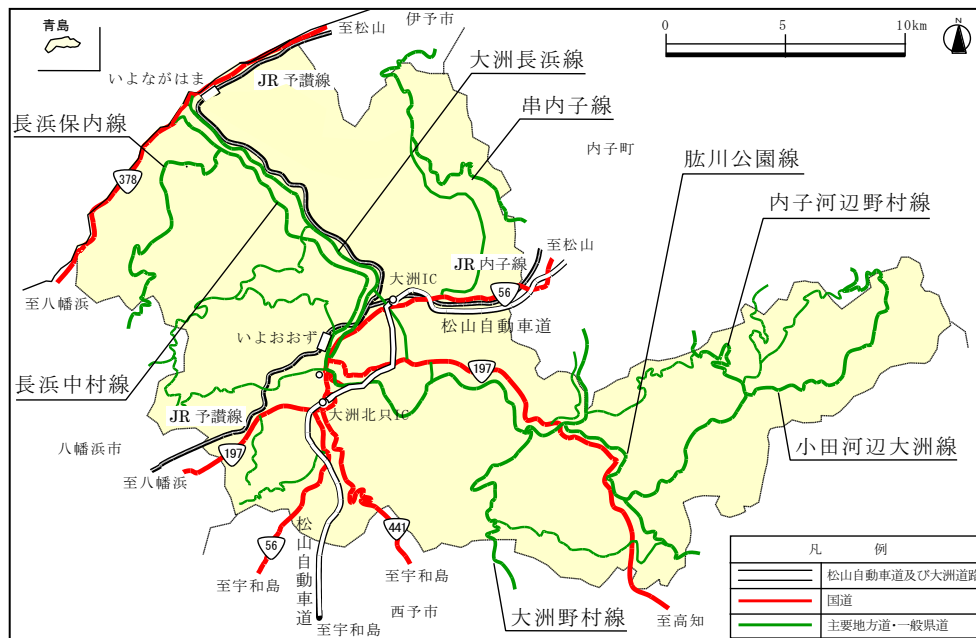 青島
至松山
伊予市
0 5 10km
N
いよながはま
JR 予讃線
大洲長浜線
串内子線
長浜保内線
内子町
肱川公園線
378
内子河辺野村線
至松山
大洲IC
JR 内子線
56
至八幡浜
松山自動車道
いよおおず
197
長浜中村線
大洲北只IC
JR 予讃線
小田河辺大洲線
八幡浜市
197
至八幡浜
441
56
松山自動車道
至宇和島
至宇和島
西予市
大洲野村線
至高知
至宇和島
凡 例
松山自動車道及び大洲道路
国道
主要地方道・一般県道